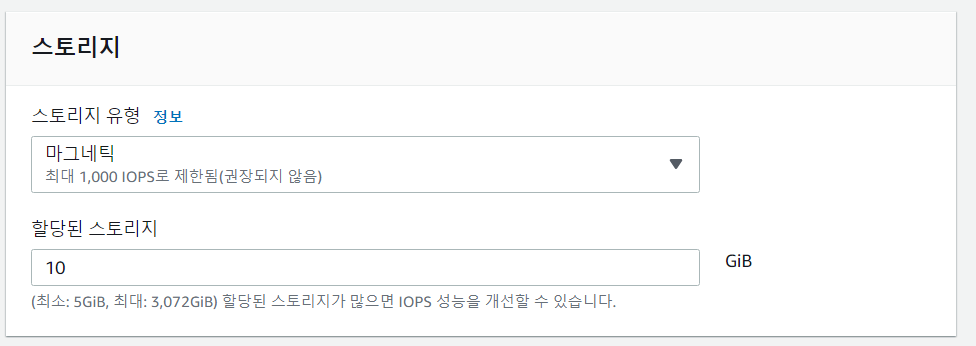 스토리지
스토리지 유형 정보
마그네틱
최대 1,000 IOPS로 제한됨(권장되지 않음)
할당된 스토리지
10 GiB
(최소: 5GiB, 최대: 3,072GiB) 할당된 스토리지가 많으면 IOPS 성능을 개선할 수 있습니다.